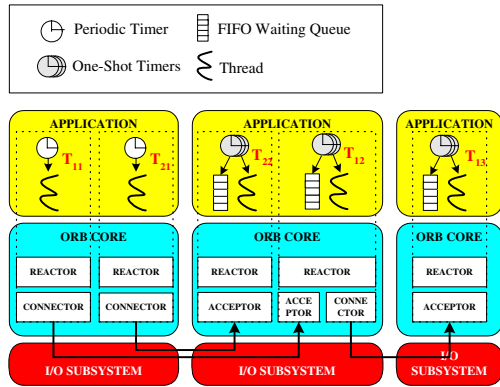 Periodic Timer
FIFO Waiting Queue
One-Shot Timers
Thread
APPLICATION
APPLICATION
APPLICATION
T11
T21
T22
T12
T13
ORB CORE
ORB CORE
ORB CORE
REACTOR
REACTOR
REACTOR
REACTOR
REACTOR
CONNECTOR
CONNECTOR
ACCEPTOR
ACCE
PTOR
CONNE
CTOR
ACCEPTOR
I/O SUBSYSTEM
I/O SUBSYSTEM
I/O
SUBSYSTEM